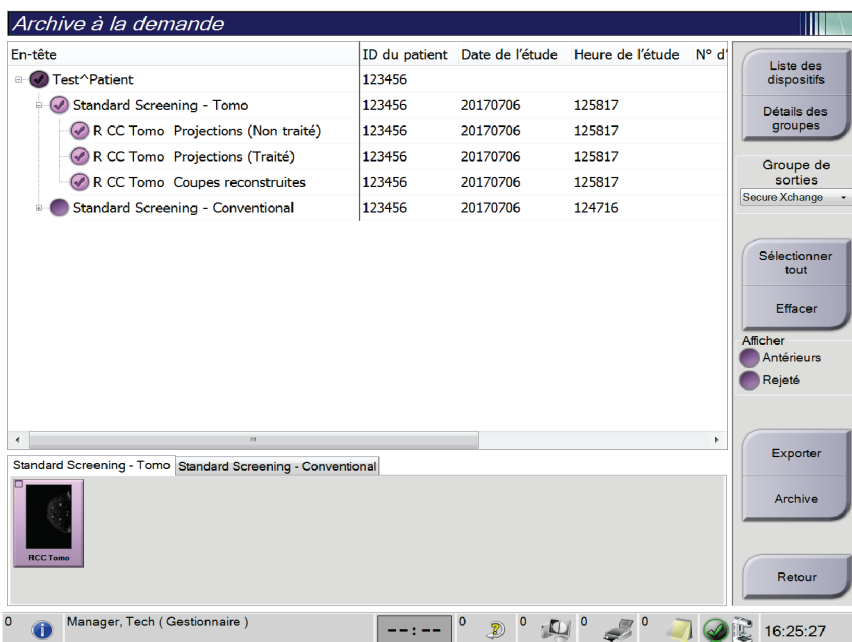 Archive à la demande
En-tête ID du patient Date de l'étude Heure de l'étude N° d'
Test^Patient 123456
Standard Screening - Tomo 123456 20170706 125817
R CC Tomo Projections (Non traité) 123456 20170706 125817
R CC Tomo Projections (Traité) 123456 20170706 125817
R CC Tomo Coupes reconstruites 123456 20170706 125817
Standard Screening - Conventional 123456 20170706 124716
Liste des
dispositifs
Détails des
groupes
Groupe de
sorties
Secure Xchange
Sélectionner
tout
Effacer
Afficher
Antérieurs
Rejeté
Exporter
Archive
Retour
Standard Screening - Tomo Standard Screening - Conventional
RCC Tomo
0 Manager, Tech ( Gestionnaire ) --:-- 0 0 0 0 16:25:27